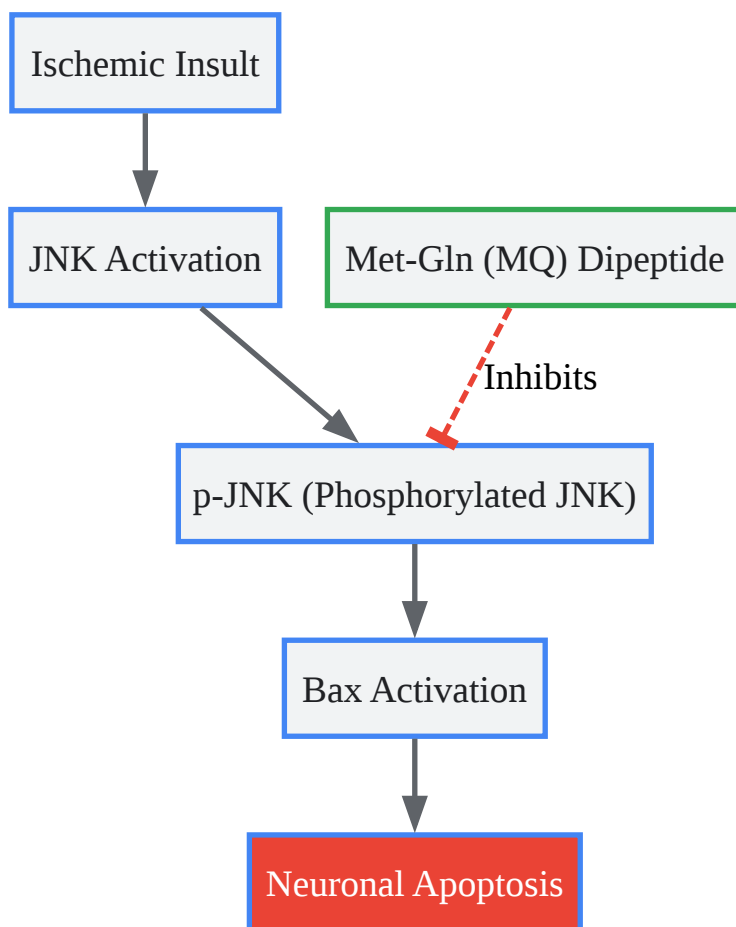 Ischemic Insult
JNK Activation
Met-Gln (MQ) Dipeptide
Inhibits
p-JNK (Phosphorylated JNK)
Bax Activation
Neuronal Apoptosis